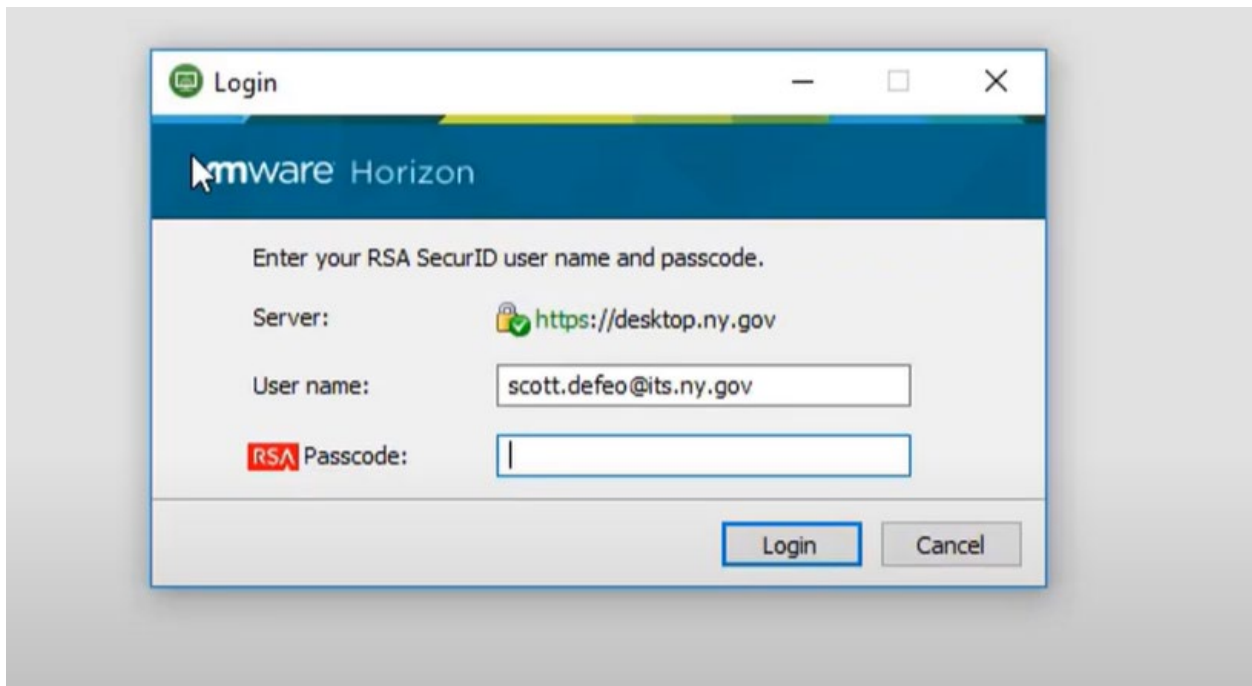 Login
vmware Horizon
Enter your RSA SecurID user name and passcode.
Server: https://desktop.ny.gov
User name: scott.defeo@its.ny.gov
RSA Passcode:
Login Cancel